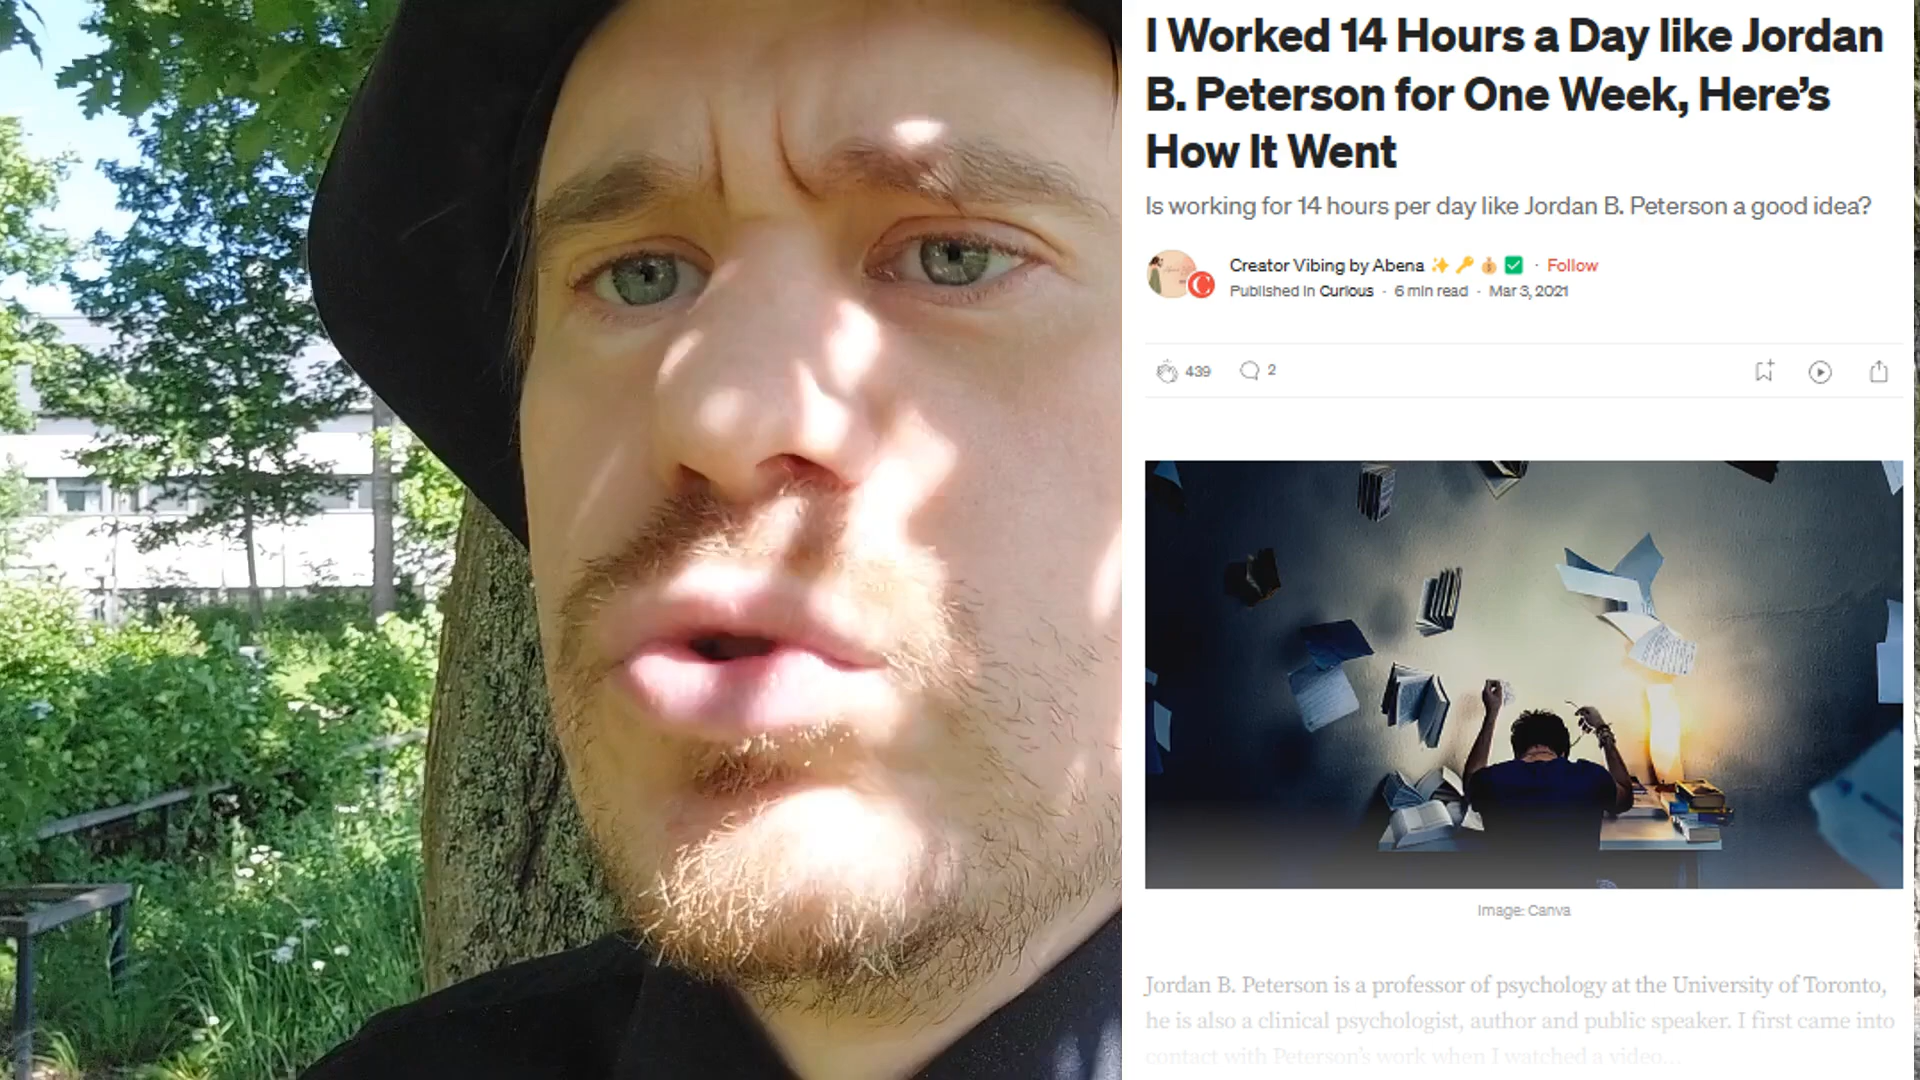 I Worked 14 Hours a Day like Jordan
B. Peterson for One Week, Here's
How It Went
Is working for 14 hours per day like Jordan B. Peterson a good idea?
Creator Vibing by Abena ✨ 🔑 💰 ✅ · Follow
Published in Curious · 6 min read · Mar 3, 2021
439 2
Image: Canva
Jordan B. Peterson is a professor of psychology at the University of Toronto,
he is also a clinical psychologist, author and public speaker. I first came into
contact with Peterson's work when I watched a video...